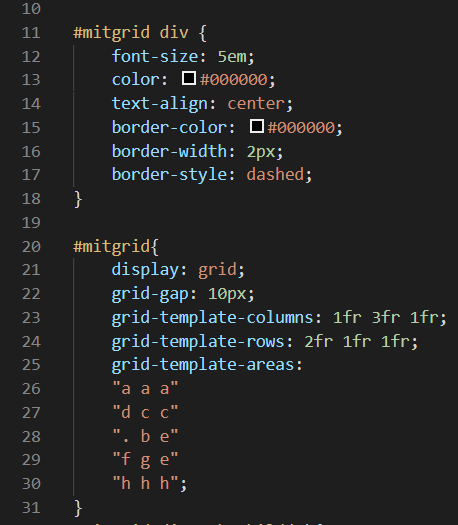 10
11 #mitgrid div {
12 font-size: 5em;
13 color: #000000;
14 text-align: center;
15 border-color: #000000;
16 border-width: 2px;
17 border-style: dashed;
18 }
19
20 #mitgrid{
21 display: grid;
22 grid-gap: 10px;
23 grid-template-columns: 1fr 3fr 1fr;
24 grid-template-rows: 2fr 1fr 1fr;
25 grid-template-areas:
26 "a a a"
27 "d c c"
28 ". b e"
29 "f g e"
30 "h h h";
31 }